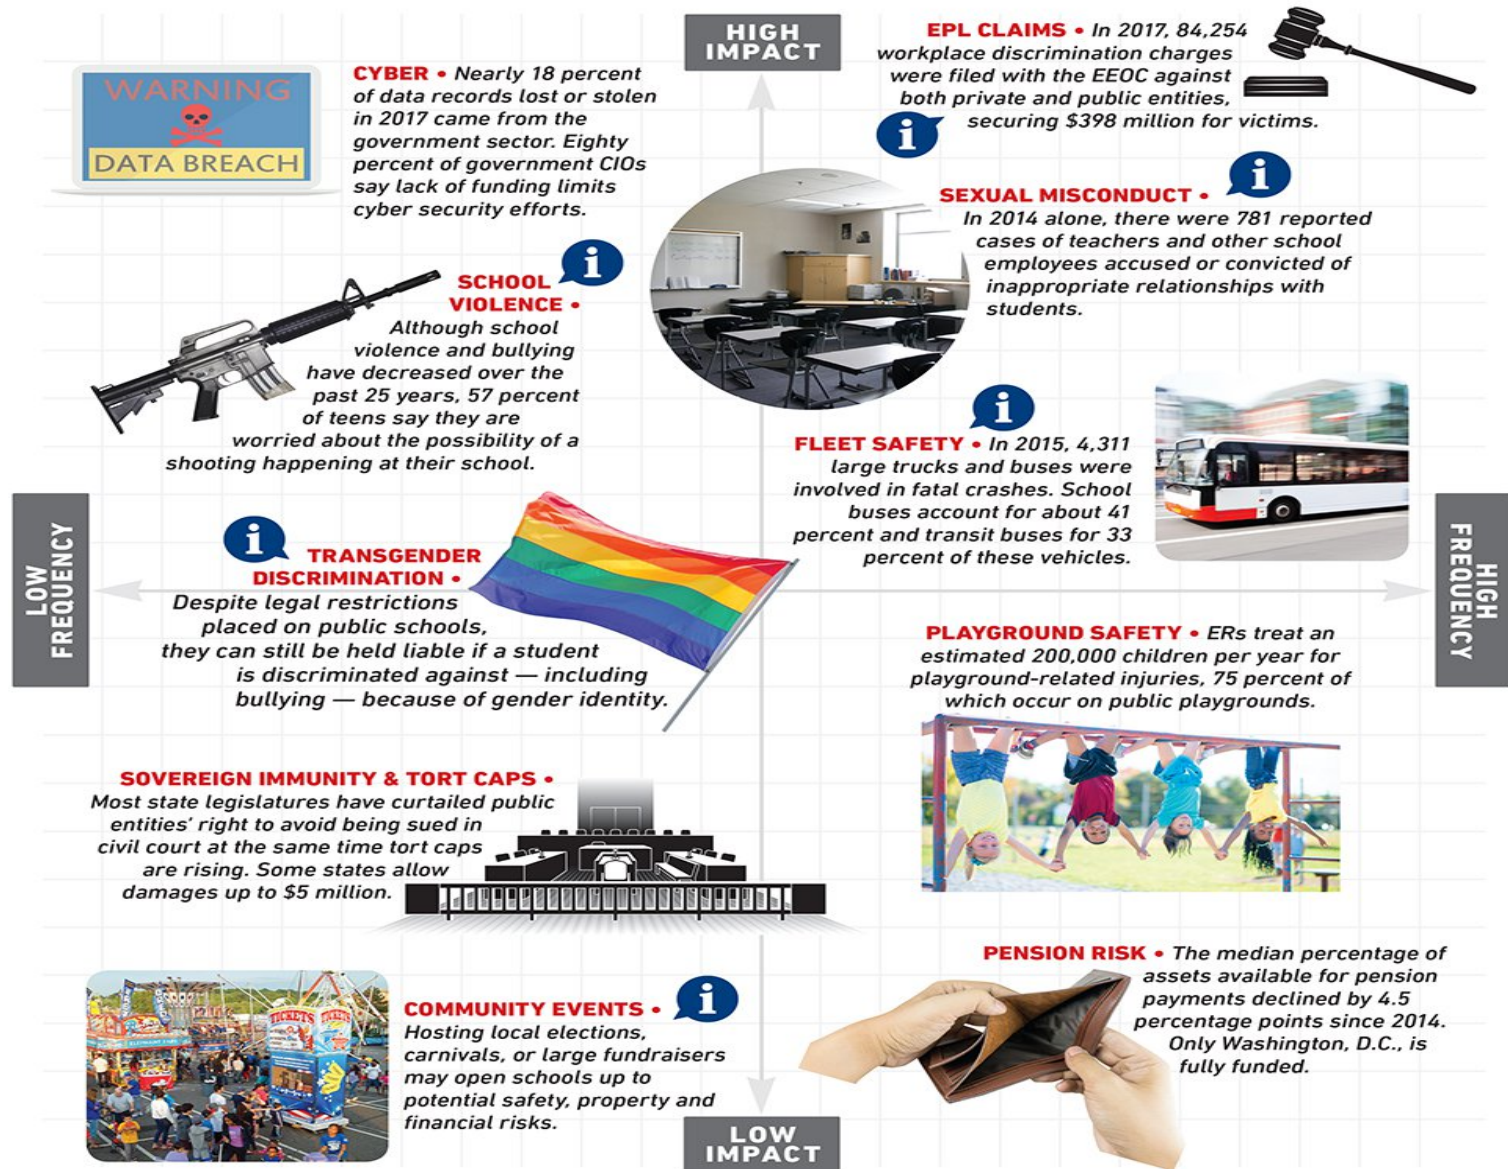 HIGH
IMPACT
WARNING
DATA BREACH
CYBER • Nearly 18 percent
of data records lost or stolen
in 2017 came from the
government sector. Eighty
percent of government CIOs
say lack of funding limits
cyber security efforts.
EPL CLAIMS • In 2017, 84,254
workplace discrimination charges
were filed with the EEOC against
both private and public entities,
securing $398 million for victims.
i
i
SEXUAL MISCONDUCT •
In 2014 alone, there were 781 reported
cases of teachers and other school
employees accused or convicted of
inappropriate relationships with
students.
i
SCHOOL
VIOLENCE •
Although school
violence and bullying
have decreased over the
past 25 years, 57 percent
of teens say they are
worried about the possibility of a
shooting happening at their school.
i
FLEET SAFETY • In 2015, 4,311
large trucks and buses were
involved in fatal crashes. School
buses account for about 41
percent and transit buses for 33
percent of these vehicles.
LOW
FREQUENCY
HIGH
FREQUENCY
i
TRANSGENDER
DISCRIMINATION •
Despite legal restrictions
placed on public schools,
they can still be held liable if a student
is discriminated against — including
bullying — because of gender identity.
PLAYGROUND SAFETY • ERs treat an
estimated 200,000 children per year for
playground-related injuries, 75 percent of
which occur on public playgrounds.
SOVEREIGN IMMUNITY & TORT CAPS •
Most state legislatures have curtailed public
entities' right to avoid being sued in
civil court at the same time tort caps
are rising. Some states allow
damages up to $5 million.
PENSION RISK • The median percentage of
assets available for pension
payments declined by 4.5
percentage points since 2014.
Only Washington, D.C., is
fully funded.
TICKETS
TICKETS
i
COMMUNITY EVENTS •
Hosting local elections,
carnivals, or large fundraisers
may open schools up to
potential safety, property and
financial risks.
LOW
IMPACT